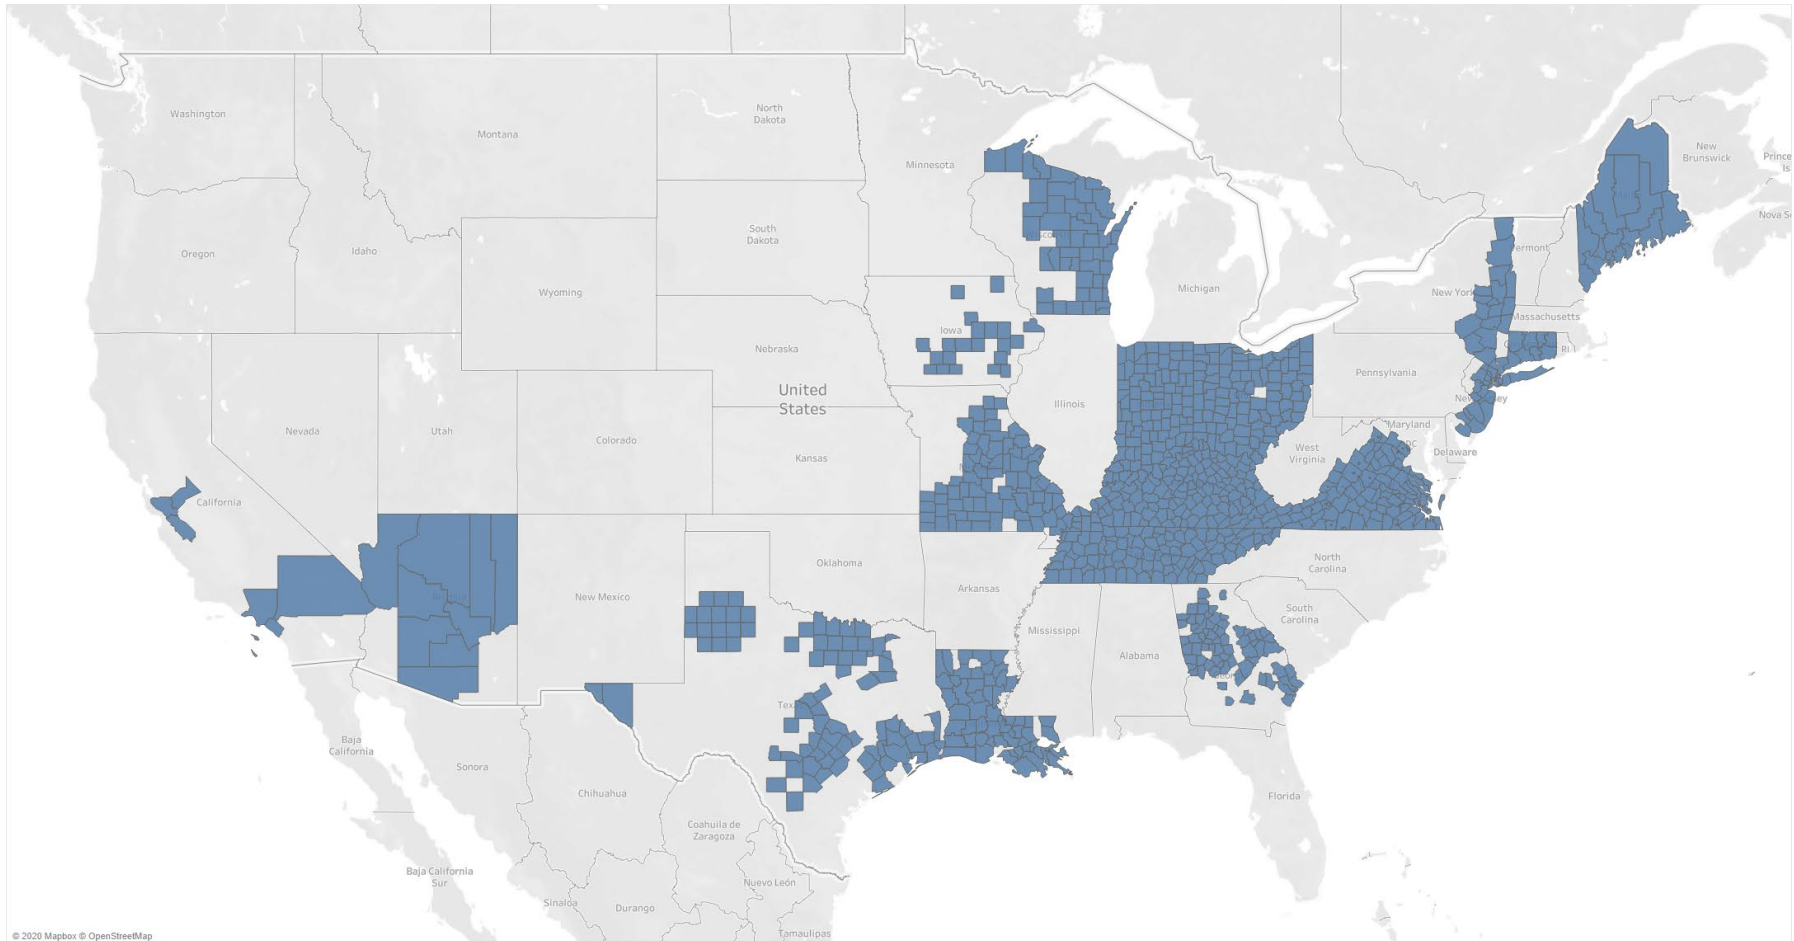 Washington
Montana
North
Dakota
Minnesota
New
Brunswick
Prince
Is
Nova S
Oregon
Idaho
South
Dakota
Wyoming
Michigan
New York
ermont
Massachusetts
RI
Iowa
Nebraska
United
States
Pennsylvania
Illinois
Nevada
Utah
Colorado
Kansas
West
Virginia
Maryland
DC
Delaware
California
Oklahoma
North
Carolina
New Mexico
Arkansas
South
Carolina
Mississippi
Alabama
Baja
California
Sonora
Chihuahua
Coahuila de
Zaragoza
Florida
Baja California
Sur
Nuevo León
Sinaloa
Durango
Tamaulipas
© 2020 Mapbox © OpenStreetMap